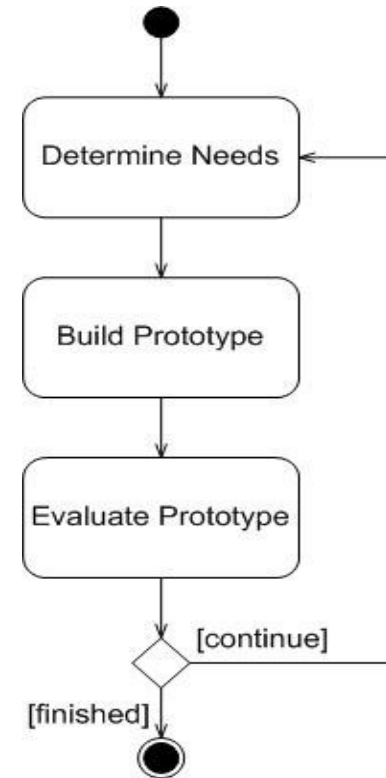 Determine Needs
Build Prototype
Evaluate Prototype
[continue]
[finished]